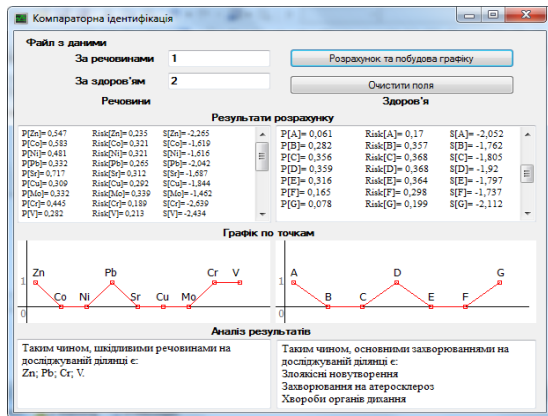 Компараторна ідентифікація
Файл з даними
За речовинами 1 Розрахунок та побудова графіку
За здоров'ям 2 Очистити поля
Речовини Здоров'я
Результати розрахунку
P[Zn]= 0,547 Risk[Zn]= 0,235 S[Zn]= -2,265 P[A]= 0,061 Risk[A]= 0,17 S[A]= -2,052
P[Co]= 0,583 Risk[Co]= 0,321 S[Co]= -1,619 P[B]= 0,282 Risk[B]= 0,357 S[B]= -1,762
P[Ni]= 0,481 Risk[Ni]= 0,321 S[Ni]= -1,616 P[C]= 0,356 Risk[C]= 0,368 S[C]= -1,805
P[Pb]= 0,332 Risk[Pb]= 0,265 S[Pb]= -2,042 P[D]= 0,359 Risk[D]= 0,368 S[D]= -1,92
P[Sr]= 0,717 Risk[Sr]= 0,312 S[Sr]= -1,687 P[E]= 0,316 Risk[E]= 0,364 S[E]= -1,797
P[Cu]= 0,309 Risk[Cu]= 0,292 S[Cu]= -1,844 P[F]= 0,165 Risk[F]= 0,298 S[F]= -1,737
P[Mo]= 0,332 Risk[Mo]= 0,339 S[Mo]= -1,462 P[G]= 0,078 Risk[G]= 0,199 S[G]= -2,112
P[Cr]= 0,445 Risk[Cr]= 0,189 S[Cr]= -2,639
P[V]= 0,282 Risk[V]= 0,213 S[V]= -2,434
Графік по точкам
Zn Pb Cr V A D G
1 Co Ni Sr Cu Mo 1 B C E F
0 0
Аналіз результатів
Таким чином, шкідливими речовинами на
досліджуваній ділянці є:
Zn; Pb; Cr; V.
Таким чином, основними захворюваннями на
досліджуваній ділянці є:
Злоякісні новутворення
Захворювання на атеросклероз
Хвороби органів дихання